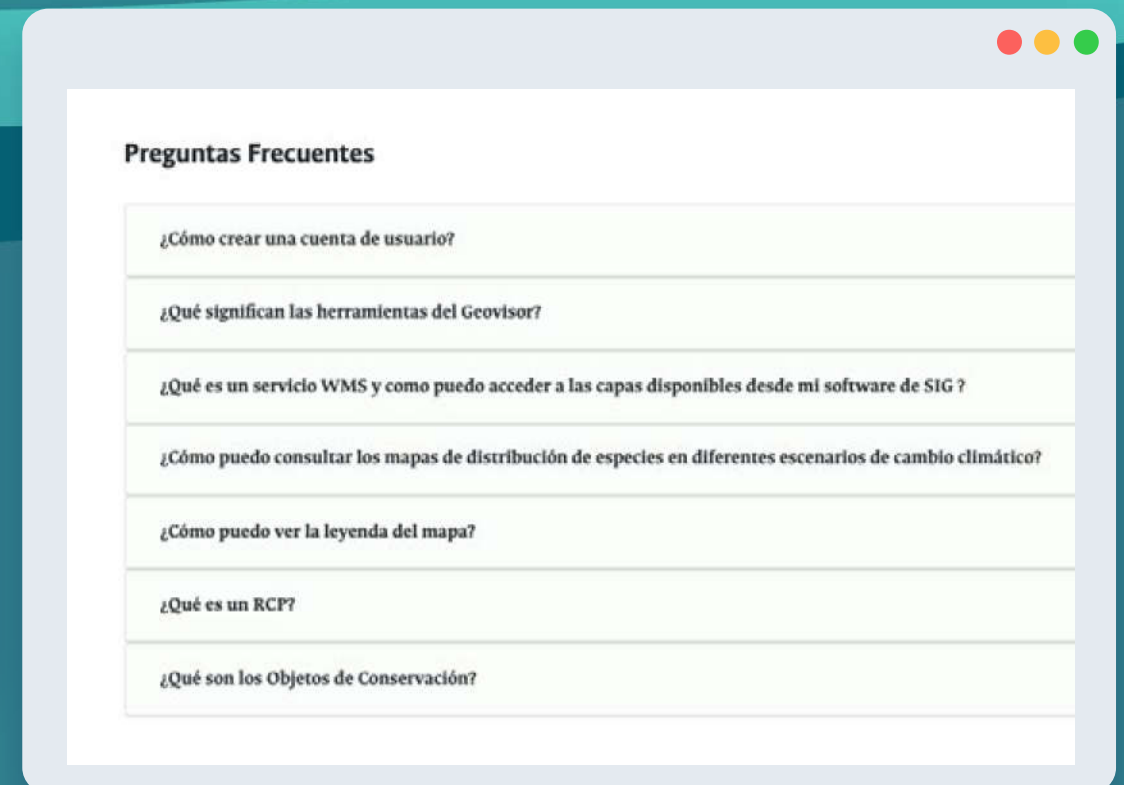 Preguntas Frecuentes
¿Cómo crear una cuenta de usuario?
¿Qué significan las herramientas del Geovisor?
¿Qué es un servicio WMS y como puedo acceder a las capas disponibles desde mi software de SIG ?
¿Cómo puedo consultar los mapas de distribución de especies en diferentes escenarios de cambio climático?
¿Cómo puedo ver la leyenda del mapa?
¿Qué es un RCP?
¿Qué son los Objetos de Conservación?